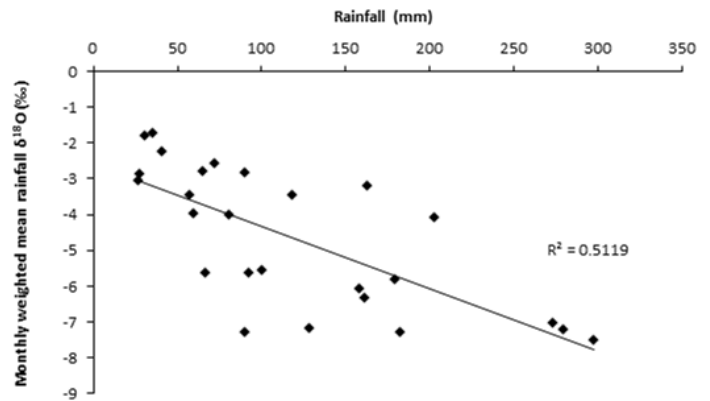 Rainfall (mm)
0 50 100 150 200 250 300 350
0
-1
-2
-3
-4
-5
-6
-7
-8
-9
Monthly weighted mean rainfall δ¹⁸O (‰)
R² = 0.5119